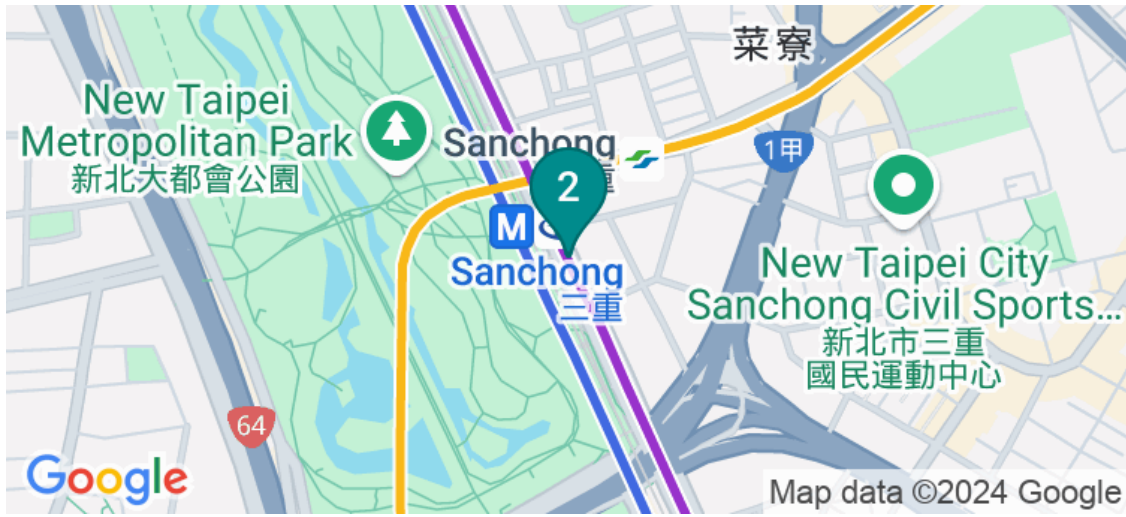 菜寮
New Taipei
Metropolitan Park
新北大都會公園
Sanchong
1甲
2
M
Sanchong
三重
New Taipei City
Sanchong Civil Sports...
新北市三重
國民運動中心
64
Google
Map data ©2024 Google